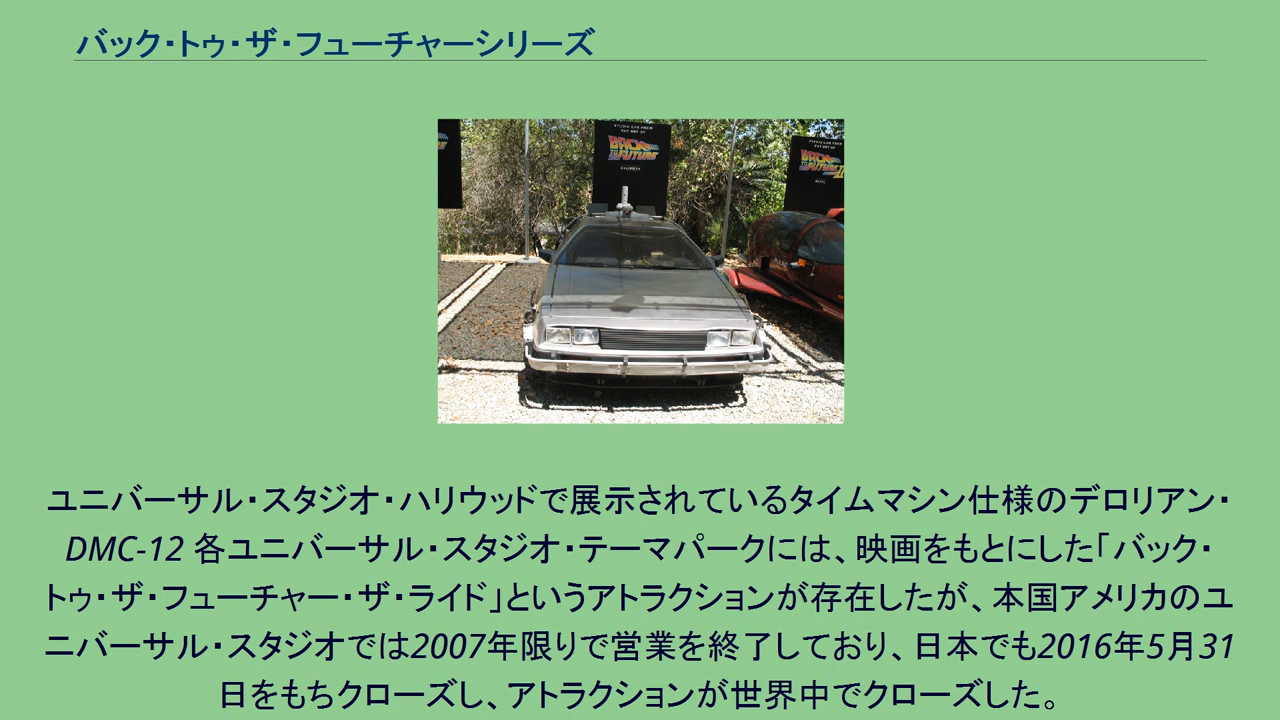 バック・トゥ・ザ・フューチャーシリーズ
BACK
TO THE FUTURE
BACK
TO THE FUTURE II
ユニバーサル・スタジオ・ハリウッドで展示されているタイムマシン仕様のデロリアン・
DMC-12 各ユニバーサル・スタジオ・テーマパークには、映画をもとにした「バック・
トゥ・ザ・フューチャー・ザ・ライド」というアトラクションが存在したが、本国アメリカのユ
ニバーサル・スタジオでは2007年限りで営業を終了しており、日本でも2016年5月31
日をもちクローズし、アトラクションが世界中でクローズした。